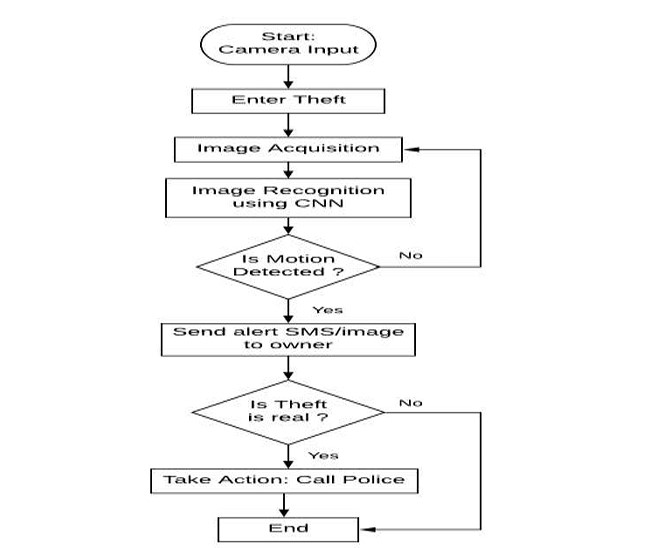 Start:
Camera Input
Enter Theft
Image Acquisition
Image Recognition
using CNN
Is Motion
Detected ?
No
Yes
Send alert SMS/image
to owner
Is Theft
is real ?
No
Yes
Take Action: Call Police
End